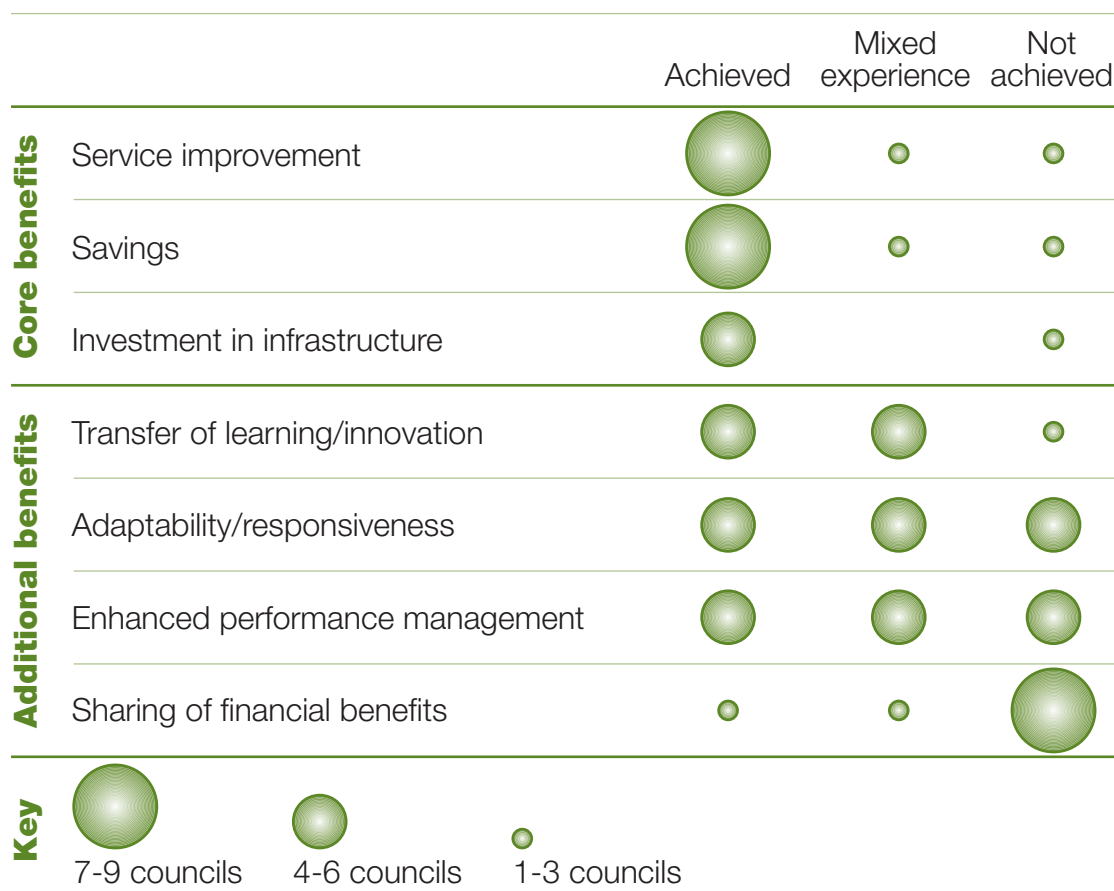 Achieved
Mixed
experience
Not
achieved
Core benefits
Service improvement
Savings
Investment in infrastructure
Additional benefits
Transfer of learning/innovation
Adaptability/responsiveness
Enhanced performance management
Sharing of financial benefits
Key
7-9 councils
4-6 councils
1-3 councils